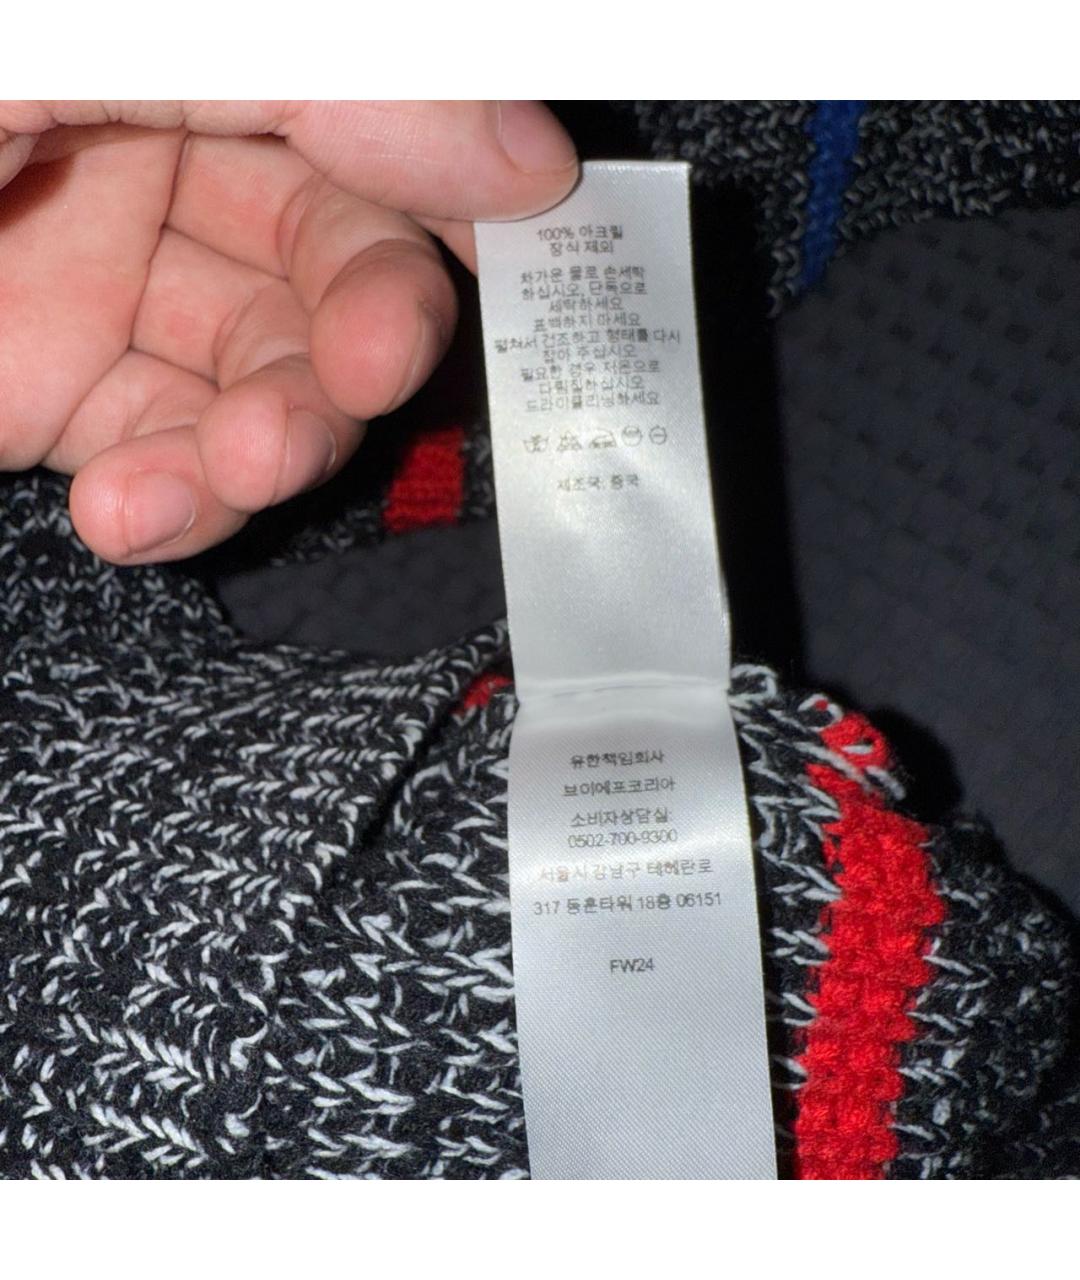 100% 아크릴
장식 제외
차가운 물로 손세탁
하십시오, 단독으로
세탁하세요
표백하지 마세요
펼쳐서 건조하고 형태를 다시
잡아 주십시오
필요한 경우 저온으로
다림질하십시오
드라이클리닝하세요
제조국: 중국
유한책임회사
브이에프코리아
소비자상담실:
0502-700-9300
서울시 강남구 테헤란로
317 동훈타워 18층 06151
FW24